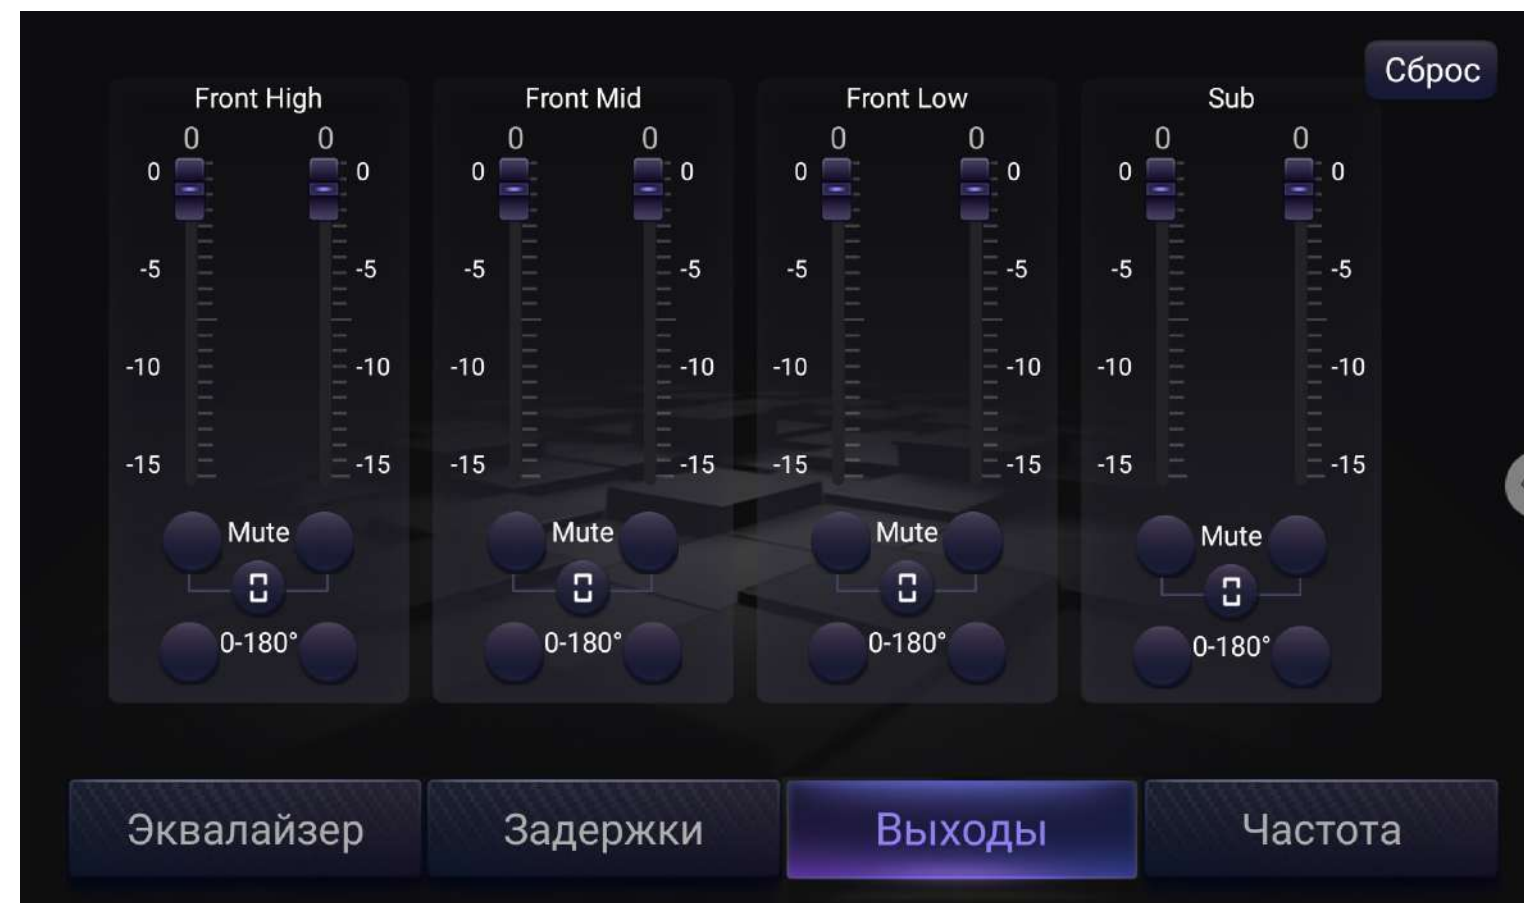 Сброс
Front High
Front Mid
Front Low
Sub
0 0 0 0 0 0 0 0
0 0 0 0 0 0 0 0
-5 -5 -5 -5 -5 -5 -5 -5
-10 -10 -10 -10 -10 -10 -10 -10
-15 -15 -15 -15 -15 -15 -15 -15
Mute Mute Mute Mute
0-180° 0-180° 0-180° 0-180°
Эквалайзер
Задержки
Выходы
Частота